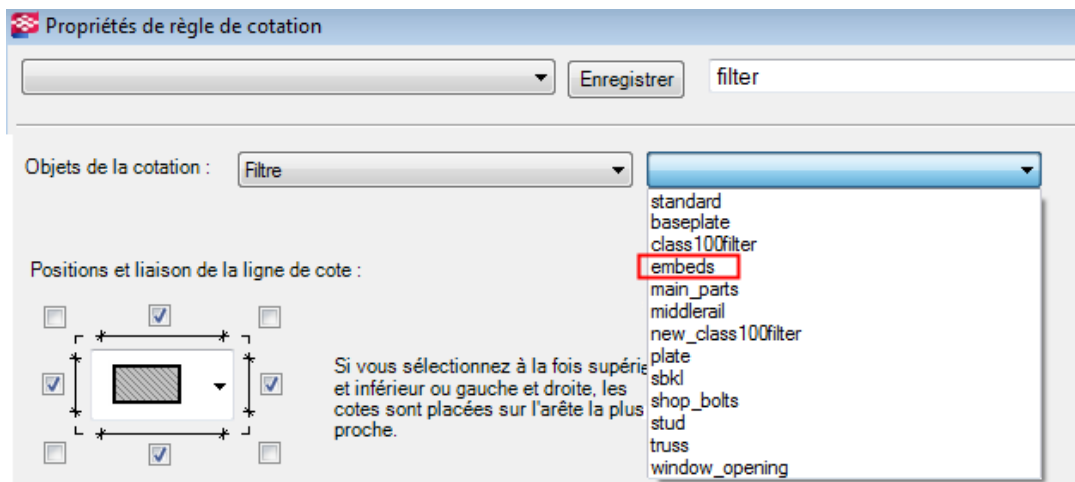 Propriétés de règle de cotation
Enregistrer
filter
Objets de la cotation :
Filtre
standard
baseplate
class100filter
embeds
main_parts
middlerail
new_class100filter
plate
sbkl
shop_bolts
stud
truss
window_opening
Positions et liaison de la ligne de cote :
Si vous sélectionnez à la fois
et inférieur ou gauche et droite, les
cotes sont placées sur l'arête la plus
proche.